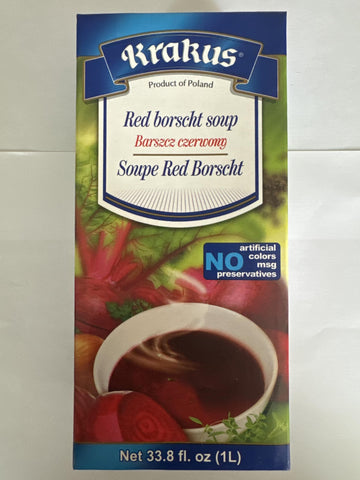 Krakus®
Product of Poland
Red borscht soup
Barszcz czerwony
Soupe Red Borscht
NO
artificial
colors
msg
preservatives
Net 33.8 fl. oz (1L)